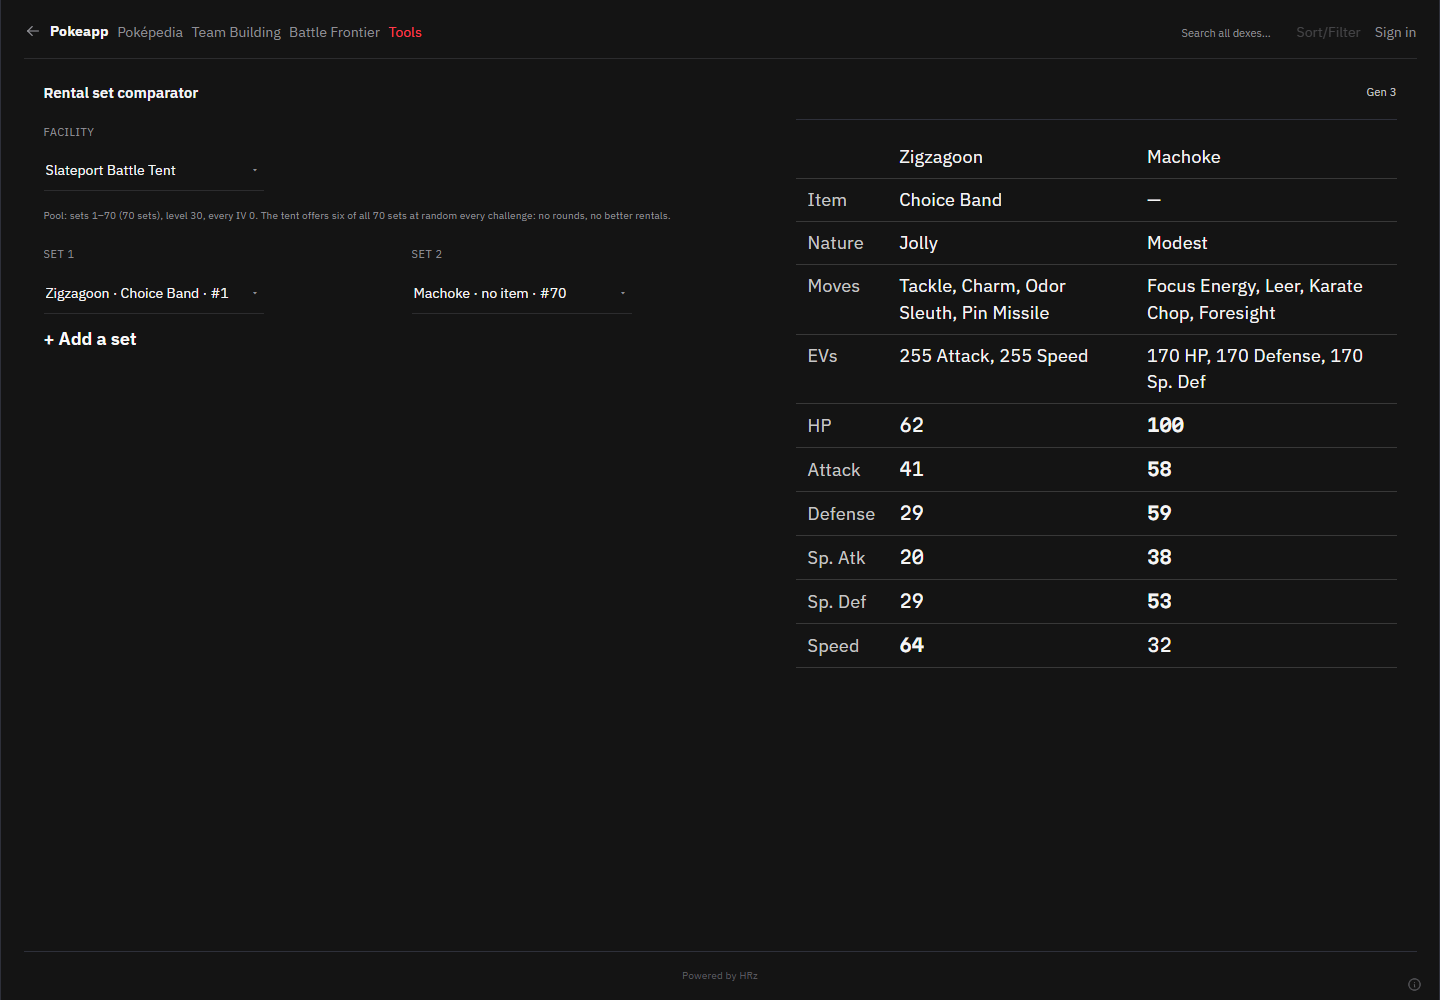 ← Pokeapp Poképedia Team Building Battle Frontier Tools
Search all dexes... Sort/Filter Sign in
Rental set comparator
Gen 3
FACILITY
Slateport Battle Tent
Pool: sets 1–70 (70 sets), level 30, every IV 0. The tent offers six of all 70 sets at random every challenge: no rounds, no better rentals.
SET 1 SET 2
Zigzagoon · Choice Band · #1 Machoke · no item · #70
+ Add a set
Zigzagoon Machoke
Item Choice Band —
Nature Jolly Modest
Moves Tackle, Charm, Odor Sleuth, Pin Missile
Focus Energy, Leer, Karate Chop, Foresight
EVs 255 Attack, 255 Speed
170 HP, 170 Defense, 170 Sp. Def
HP 62 100
Attack 41 58
Defense 29 59
Sp. Atk 20 38
Sp. Def 29 53
Speed 64 32
Powered by HRz